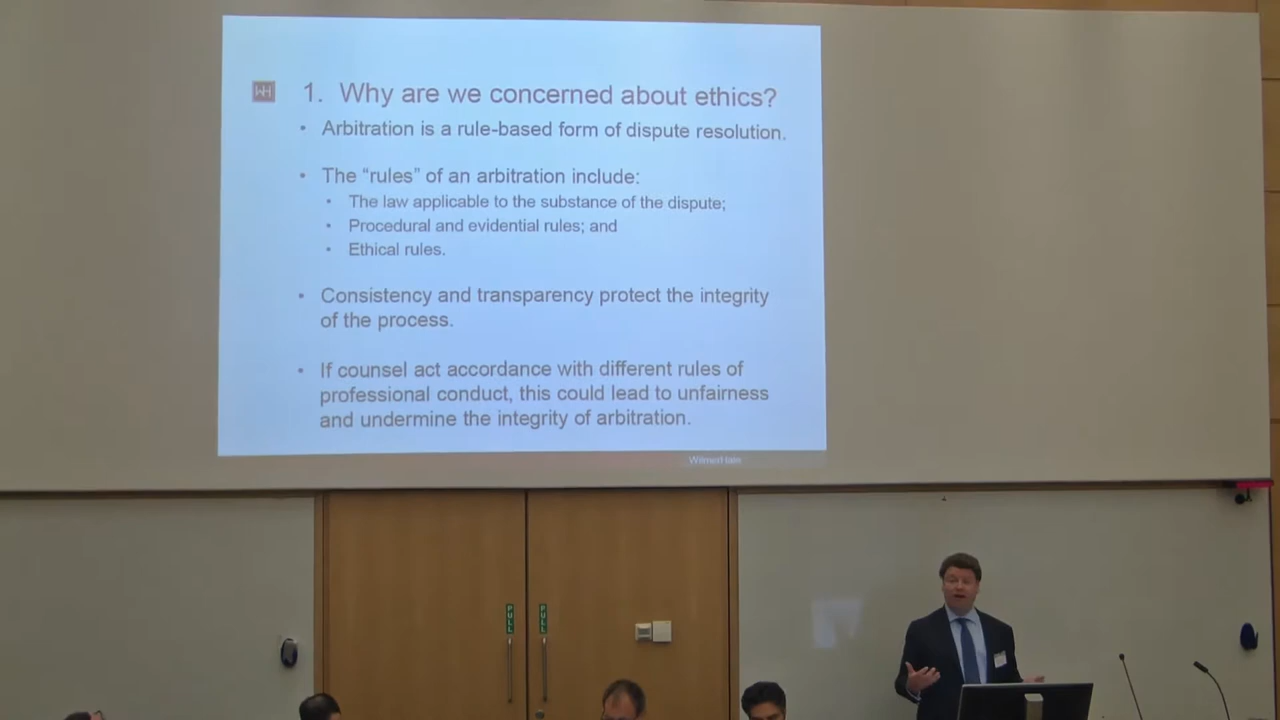 WH
1. Why are we concerned about ethics?
• Arbitration is a rule-based form of dispute resolution.
• The “rules” of an arbitration include:
• The law applicable to the substance of the dispute;
• Procedural and evidential rules; and
• Ethical rules.
• Consistency and transparency protect the integrity
of the process.
• If counsel act accordance with different rules of
professional conduct, this could lead to unfairness
and undermine the integrity of arbitration.
WilmerHale
PULL PULL